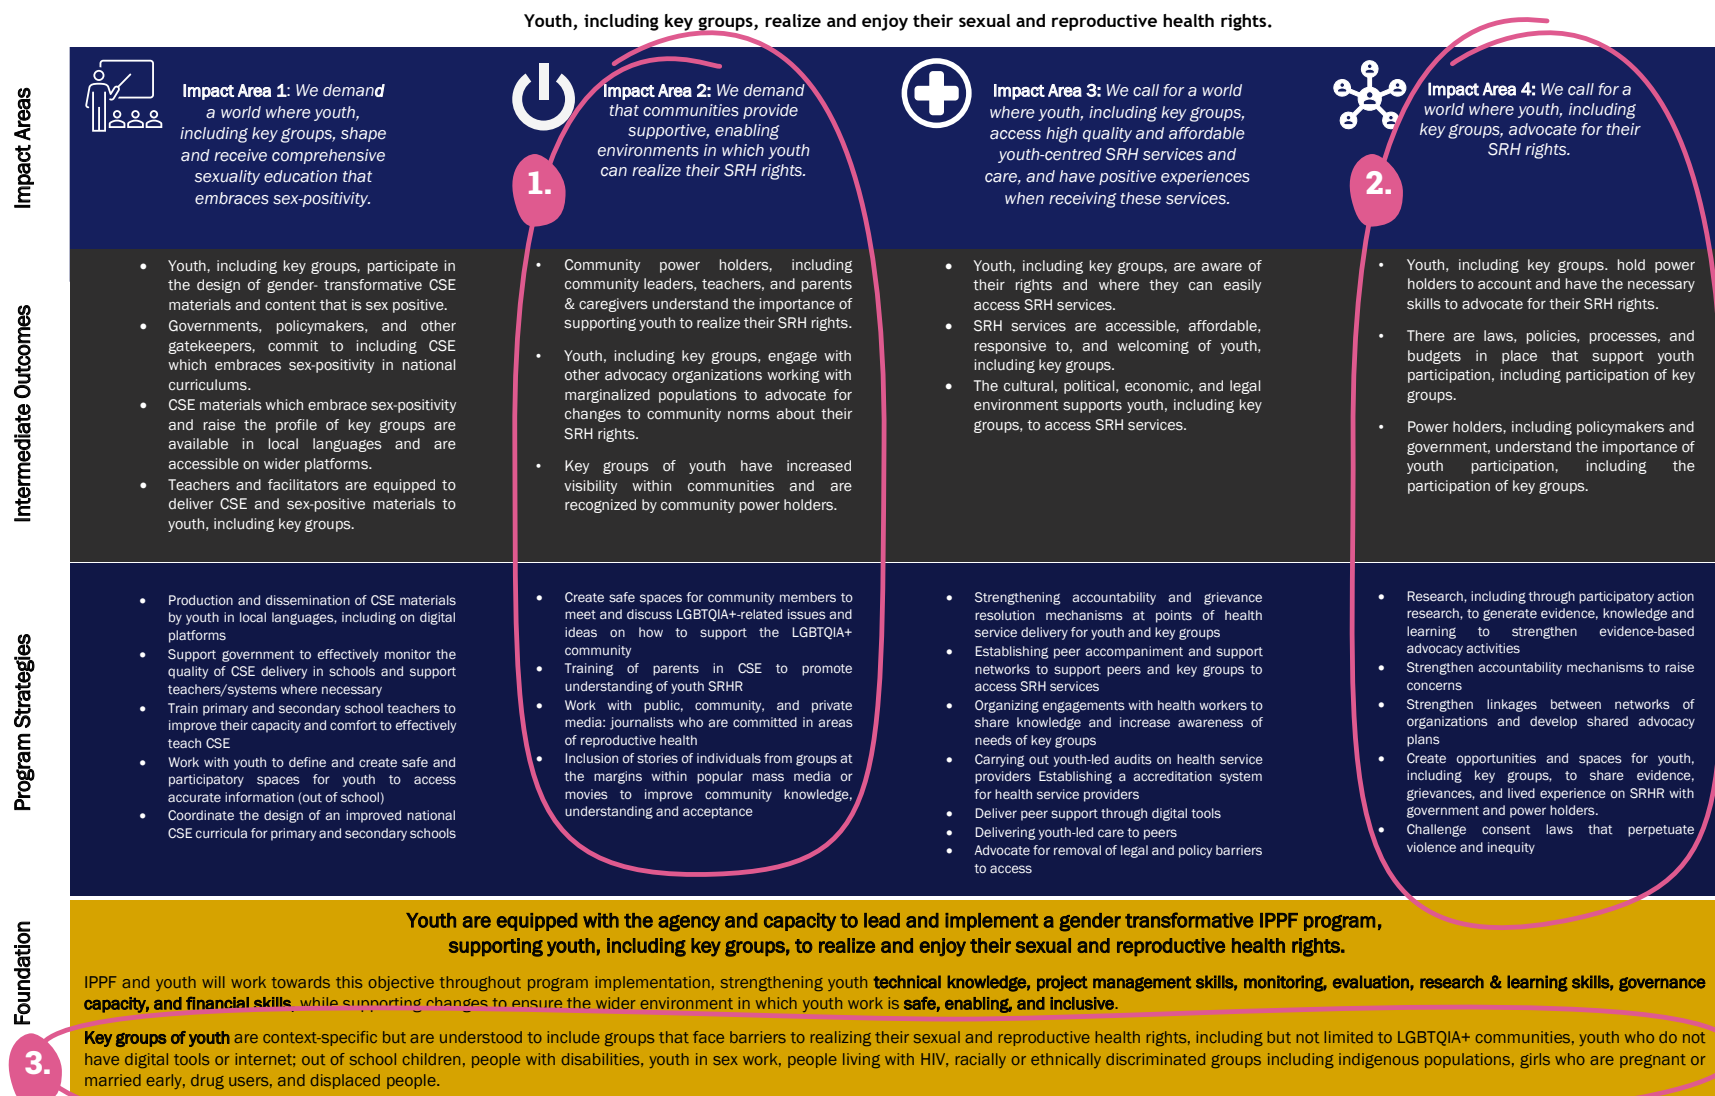 Youth, including key groups, realize and enjoy their sexual and reproductive health rights.
Impact Areas
Impact Area 1: We demand
a world where youth,
including key groups, shape
and receive comprehensive
sexuality education that
embraces sex-positivity.
Impact Area 2: We demand
that communities provide
supportive, enabling
environments in which youth
can realize their SRH rights.
1.
Impact Area 3: We call for a world
where youth, including key groups,
access high quality and affordable
youth-centred SRH services and
care, and have positive experiences
when receiving these services.
Impact Area 4: We call for a
world where youth, including
key groups, advocate for their
SRH rights.
2.
Intermediate Outcomes
• Youth, including key groups, participate in
the design of gender- transformative CSE
materials and content that is sex positive.
• Governments, policymakers, and other
gatekeepers, commit to including CSE
which embraces sex-positivity in national
curriculums.
• CSE materials which embrace sex-positivity
and raise the profile of key groups are
available in local languages and are
accessible on wider platforms.
• Teachers and facilitators are equipped to
deliver CSE and sex-positive materials to
youth, including key groups.
• Community power holders, including
community leaders, teachers, and parents
& caregivers understand the importance of
supporting youth to realize their SRH rights.
• Youth, including key groups, engage with
other advocacy organizations working with
marginalized populations to advocate for
changes to community norms about their
SRH rights.
• Key groups of youth have increased
visibility within communities and are
recognized by community power holders.
• Youth, including key groups, are aware of
their rights and where they can easily
access SRH services.
• SRH services are accessible, affordable,
responsive to, and welcoming of youth,
including key groups.
• The cultural, political, economic, and legal
environment supports youth, including key
groups, to access SRH services.
• Youth, including key groups. hold power
holders to account and have the necessary
skills to advocate for their SRH rights.
• There are laws, policies, processes, and
budgets in place that support youth
participation, including participation of key
groups.
• Power holders, including policymakers and
government, understand the importance of
youth participation, including the
participation of key groups.
Program Strategies
• Production and dissemination of CSE materials
by youth in local languages, including on digital
platforms
• Support government to effectively monitor the
quality of CSE delivery in schools and support
teachers/systems where necessary
• Train primary and secondary school teachers to
improve their capacity and comfort to effectively
teach CSE
• Work with youth to define and create safe and
participatory spaces for youth to access
accurate information (out of school)
• Coordinate the design of an improved national
CSE curricula for primary and secondary schools
• Create safe spaces for community members to
meet and discuss LGBTQIA+-related issues and
ideas on how to support the LGBTQIA+
community
• Training of parents in CSE to promote
understanding of youth SRHR
• Work with public, community, and private
media: journalists who are committed in areas
of reproductive health
• Inclusion of stories of individuals from groups at
the margins within popular mass media or
movies to improve community knowledge,
understanding and acceptance
• Strengthening accountability and grievance
resolution mechanisms at points of health
service delivery for youth and key groups
• Establishing peer accompaniment and support
networks to support peers and key groups to
access SRH services
• Organizing engagements with health workers to
share knowledge and increase awareness of
needs of key groups
• Carrying out youth-led audits on health service
providers Establishing a accreditation system
for health service providers
• Deliver peer support through digital tools
• Delivering youth-led care to peers
• Advocate for removal of legal and policy barriers
to access
• Research, including through participatory action
research, to generate evidence, knowledge and
learning to strengthen evidence-based
advocacy activities
• Strengthen accountability mechanisms to raise
concerns
• Strengthen linkages between networks of
organizations and develop shared advocacy
plans
• Create opportunities and spaces for youth,
including key groups, to share evidence,
grievances, and lived experience on SRHR with
government and power holders.
• Challenge consent laws that perpetuate
violence and inequity
Foundation
Youth are equipped with the agency and capacity to lead and implement a gender transformative IPPF program,
supporting youth, including key groups, to realize and enjoy their sexual and reproductive health rights.
IPPF and youth will work towards this objective throughout program implementation, strengthening youth technical knowledge, project management skills, monitoring, evaluation, research & learning skills, governance
capacity, and financial skills, while supporting changes to ensure the wider environment in which youth work is safe, enabling, and inclusive.
3.
Key groups of youth are context-specific but are understood to include groups that face barriers to realizing their sexual and reproductive health rights, including but not limited to LGBTQIA+ communities, youth who do not
have digital tools or internet; out of school children, people with disabilities, youth in sex work, people living with HIV, racially or ethnically discriminated groups including indigenous populations, girls who are pregnant or
married early, drug users, and displaced people.